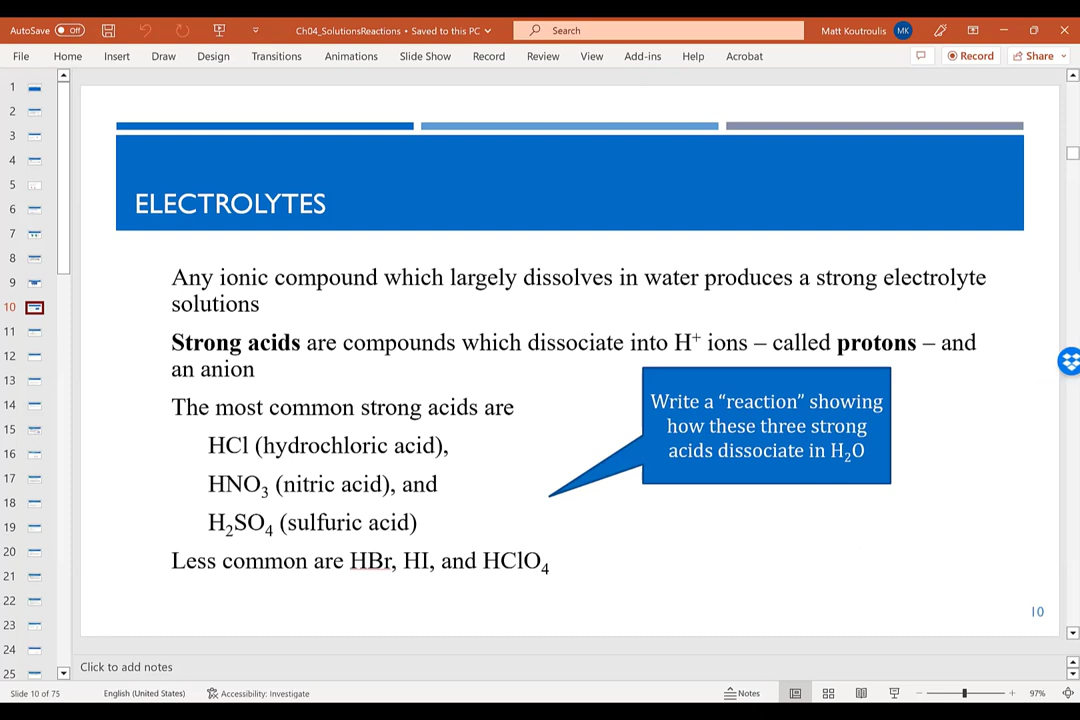 AutoSave Off Ch04_SolutionsReactions • Saved to this PC Search Matt Koutroulis MK
File Home Insert Draw Design Transitions Animations Slide Show Record Review View Add-ins Help Acrobat Record Share
1
2
3
4
5
6
7
8
9
10
11
12
13
14
15
16
17
18
19
20
21
22
23
24
25
ELECTROLYTES
Any ionic compound which largely dissolves in water produces a strong electrolyte
solutions
Strong acids are compounds which dissociate into H⁺ ions – called protons – and
an anion
The most common strong acids are
HCl (hydrochloric acid),
HNO₃ (nitric acid), and
H₂SO₄ (sulfuric acid)
Less common are HBr, HI, and HClO₄
Write a “reaction” showing
how these three strong
acids dissociate in H₂O
10
Click to add notes
Slide 10 of 75 English (United States) Accessibility: Investigate Notes 97%